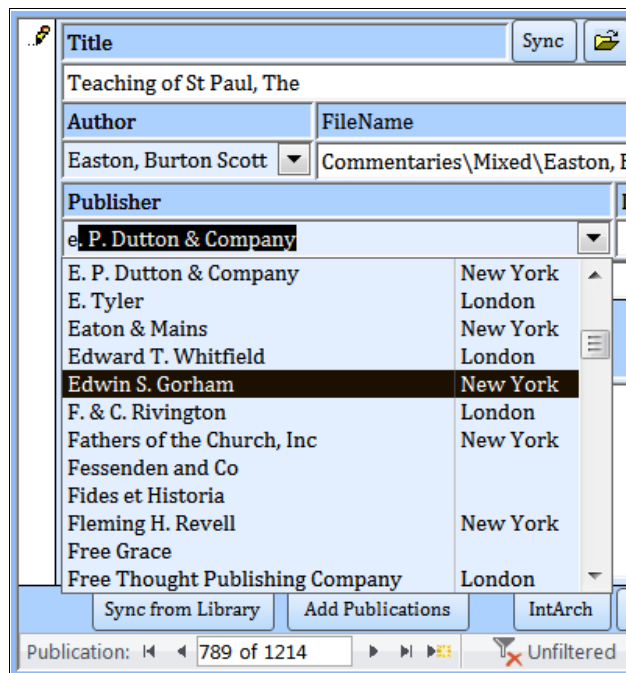 Title Sync
Teaching of St Paul, The
Author FileName
Easton, Burton Scott Commentaries\Mixed\Easton,
Publisher
e. P. Dutton & Company
E. P. Dutton & Company New York
E. Tyler London
Eaton & Mains New York
Edward T. Whitfield London
Edwin S. Gorham New York
F. & C. Rivington London
Fathers of the Church, Inc New York
Fessenden and Co
Fides et Historia
Fleming H. Revell New York
Free Grace
Free Thought Publishing Company London
Sync from Library Add Publications IntArch
Publication: 789 of 1214 Unfiltered